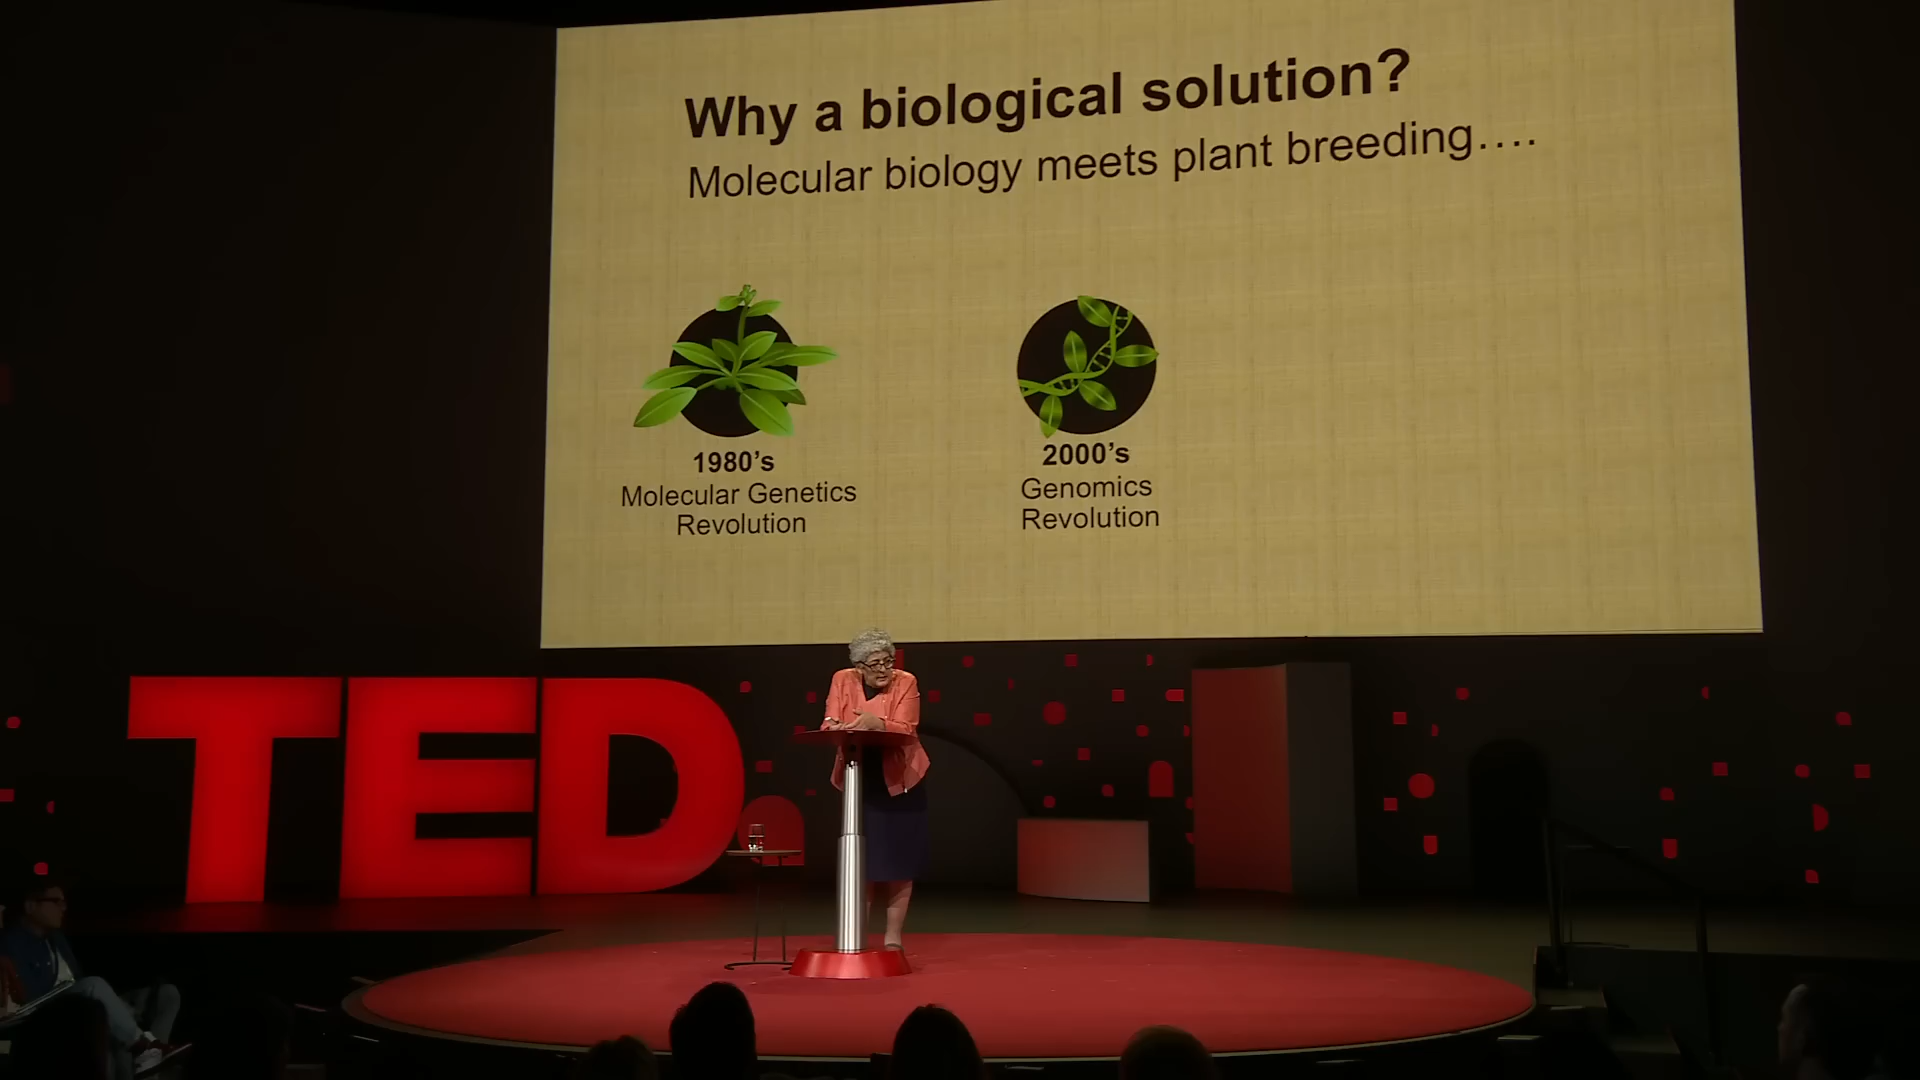 Why a biological solution?
Molecular biology meets plant breeding....
1980's
Molecular Genetics
Revolution
2000's
Genomics
Revolution
TED